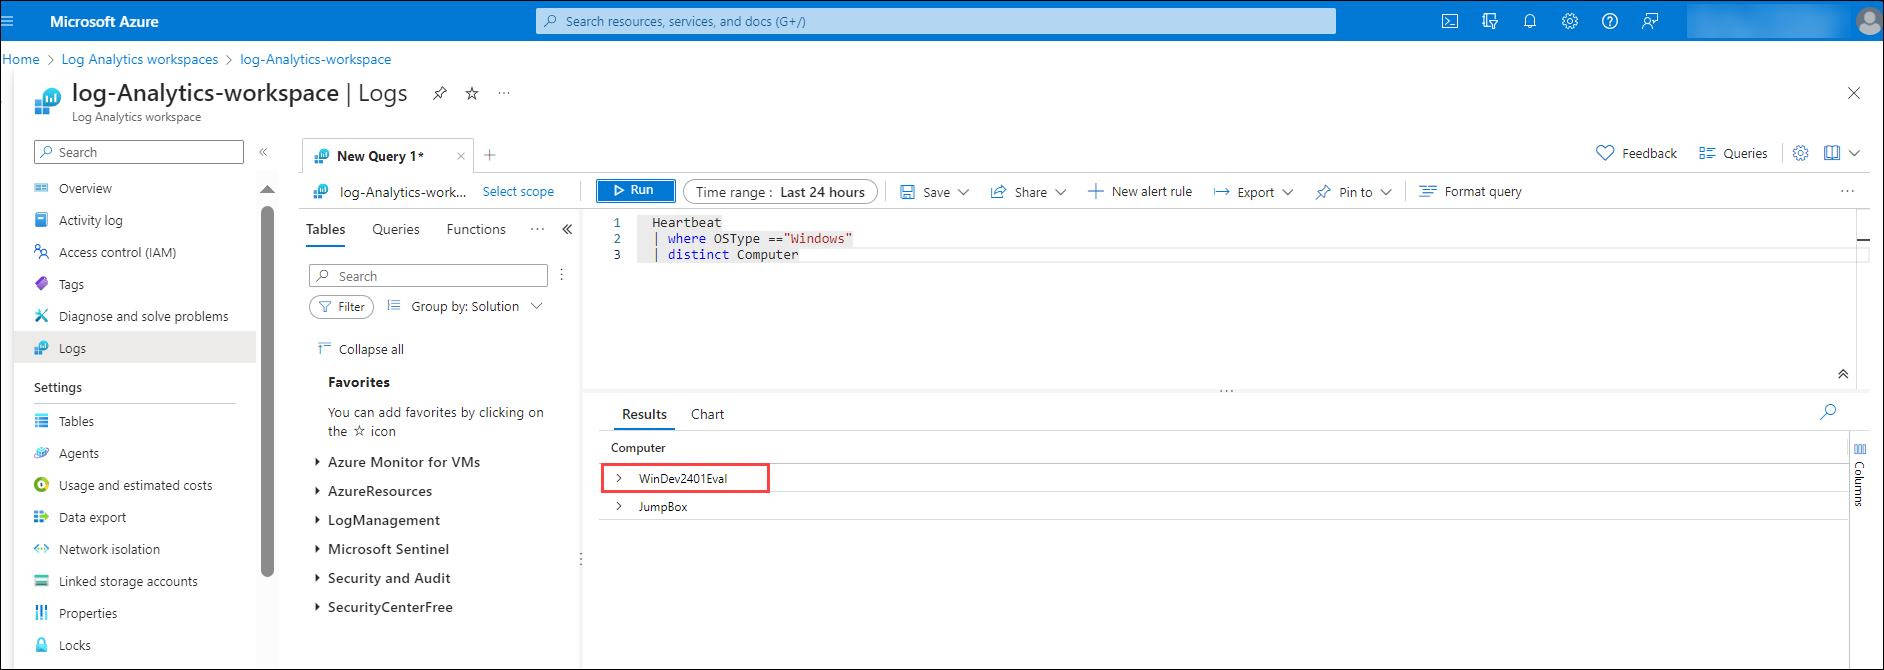 Microsoft Azure
Search resources, services, and docs (G+/)
Home > Log Analytics workspaces > log-Analytics-workspace
log-Analytics-workspace | Logs
Log Analytics workspace
Search
Overview
Activity log
Access control (IAM)
Tags
Diagnose and solve problems
Logs
Settings
Tables
Agents
Usage and estimated costs
Data export
Network isolation
Linked storage accounts
Properties
Locks
New Query 1*
Feedback
Queries
log-Analytics-work...
Select scope
Run
Time range : Last 24 hours
Save
Share
New alert rule
Export
Pin to
Format query
Tables
Queries
Functions
Search
Filter
Group by: Solution
Collapse all
Favorites
You can add favorites by clicking on
the ☆ icon
Azure Monitor for VMs
AzureResources
LogManagement
Microsoft Sentinel
Security and Audit
SecurityCenterFree
1 Heartbeat
2 | where OSType =="Windows"
3 | distinct Computer
Results
Chart
Computer
WinDev2401Eval
JumpBox
Columns